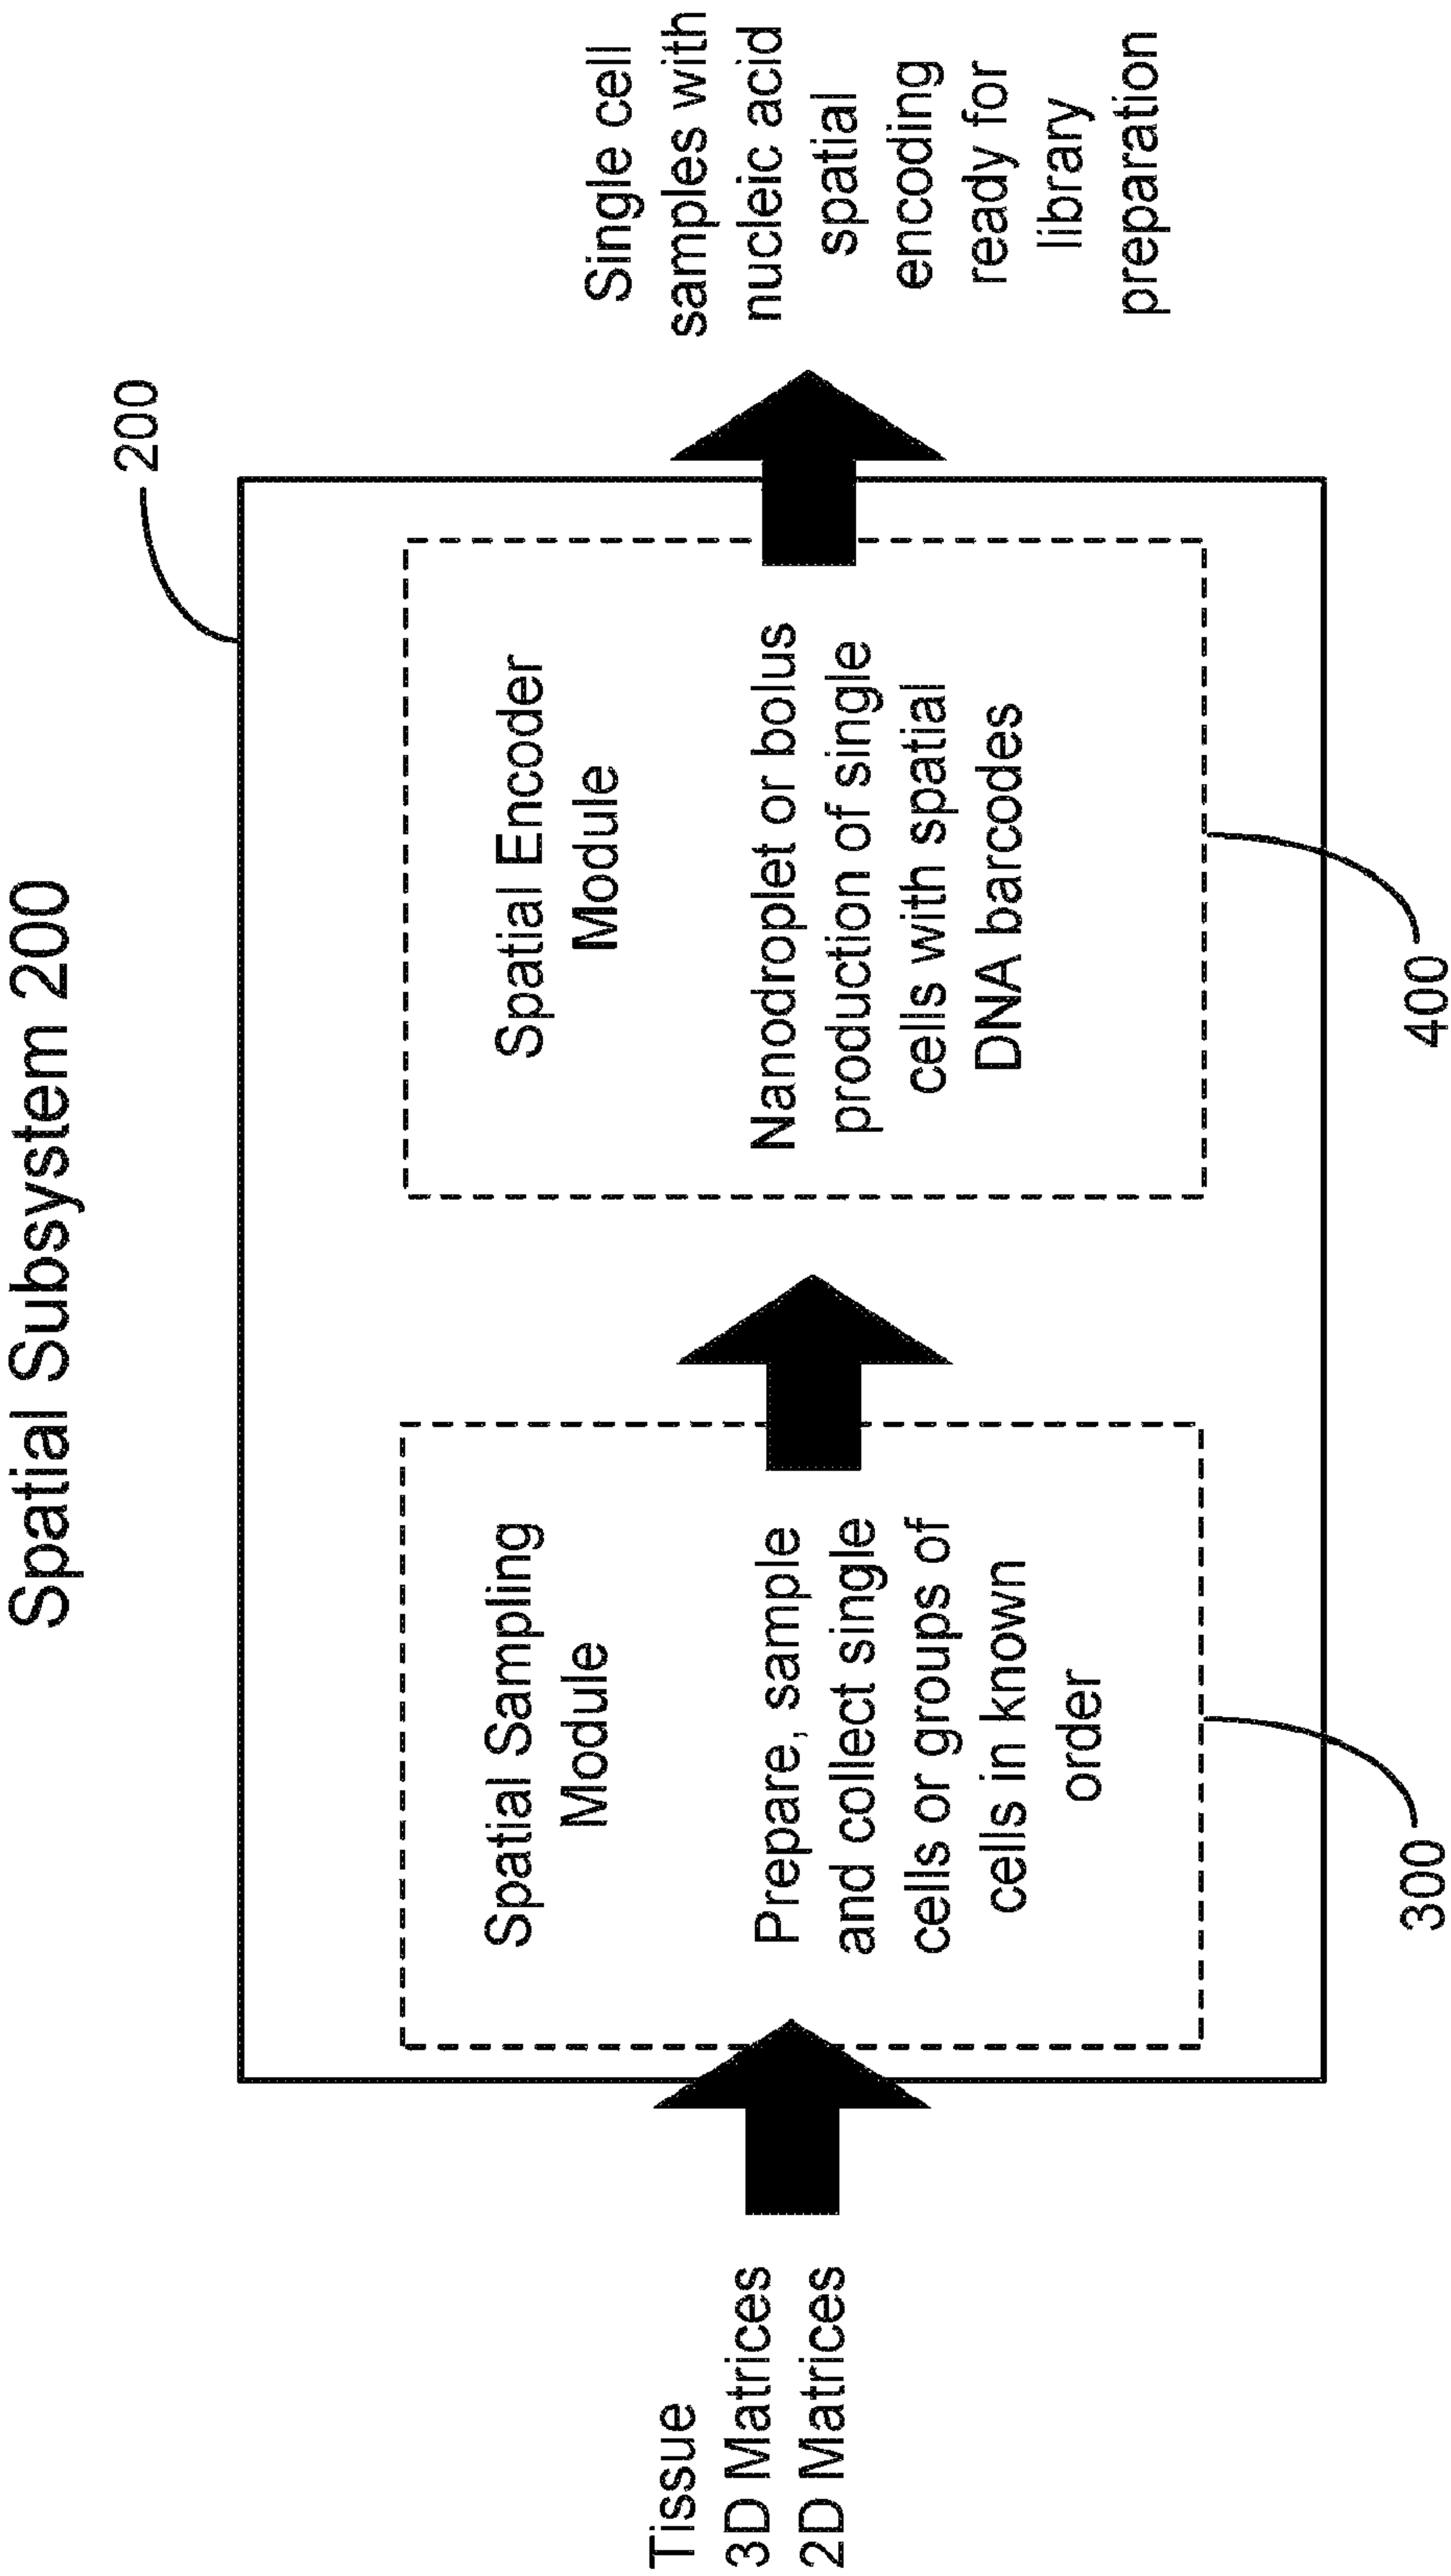 Spatial Subsystem 200
200
Tissue
3D Matrices
2D Matrices
Spatial Sampling
Module
Prepare, sample
and collect single
cells or groups of
cells in known
order
300
Spatial Encoder
Module
Nanodroplet or bolus
production of single
cells with spatial
DNA barcodes
400
Single cell
samples with
nucleic acid
spatial
encoding
ready for
library
preparation